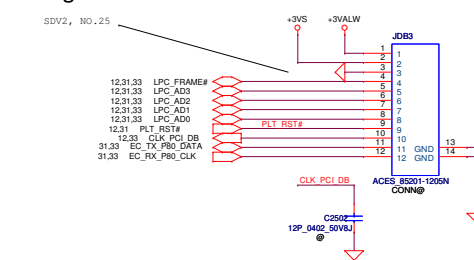 SDV2, NO.25
+3VS
+3VALW
JDB3
1 1
2 2
3 3
12,31,33 LPC_FRAME# 4 4
12,31,33 LPC_AD3 5 5
12,31,33 LPC_AD2 6 6
12,31,33 LPC_AD1 7 7
12,31,33 LPC_AD0 8 8
12,31 PLT_RST# PLT_RST# 9 9
12,33 CLK_PCI_DB 10 10
31,33 EC_TX_P80_DATA 11 11 GND 13
31,33 EC_RX_P80_CLK 12 12 GND 14
CLK_PCI_DB
ACES_85201-1205N
CONN@
C2502
12P_0402_50V8J
@